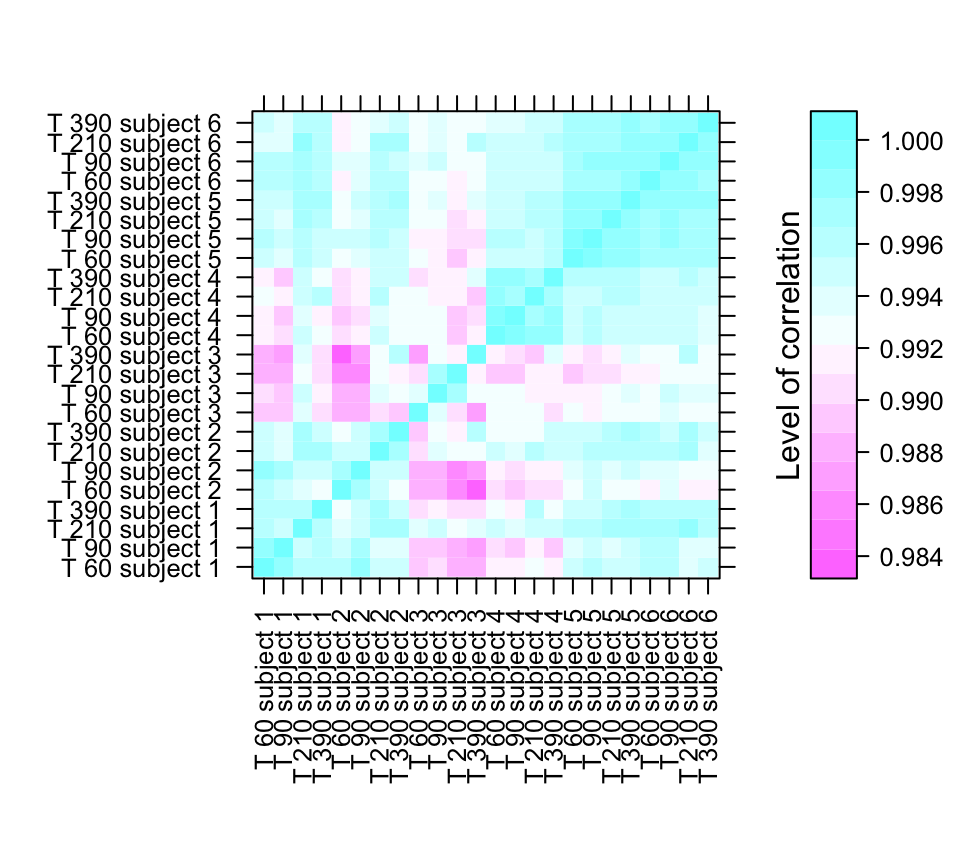 T 390 subject 6
T 210 subject 6
T 90 subject 6
T 60 subject 6
T 390 subject 5
T 210 subject 5
T 90 subject 5
T 60 subject 5
T 390 subject 4
T 210 subject 4
T 90 subject 4
T 60 subject 4
T 390 subject 3
T 210 subject 3
T 90 subject 3
T 60 subject 3
T 390 subject 2
T 210 subject 2
T 90 subject 2
T 60 subject 2
T 390 subject 1
T 210 subject 1
T 90 subject 1
T 60 subject 1
T 60 subject 1
T 90 subject 1
T 210 subject 1
T 390 subject 1
T 60 subject 2
T 90 subject 2
T 210 subject 2
T 390 subject 2
T 60 subject 3
T 90 subject 3
T 210 subject 3
T 390 subject 3
T 60 subject 4
T 90 subject 4
T 210 subject 4
T 390 subject 4
T 60 subject 5
T 90 subject 5
T 210 subject 5
T 390 subject 5
T 60 subject 6
T 90 subject 6
T 210 subject 6
T 390 subject 6
Level of correlation
1.000
0.998
0.996
0.994
0.992
0.990
0.988
0.986
0.984